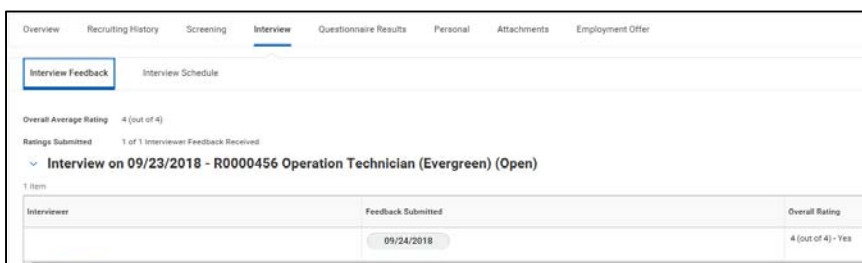 Overview Recruiting History Screening Interview Questionnaire Results Personal Attachments Employment Offer
Interview Feedback Interview Schedule
Overall Average Rating 4 (out of 4)
Ratings Submitted 1 of 1 Interviewer Feedback Received
Interview on 09/23/2018 - R0000456 Operation Technician (Evergreen) (Open)
1 item
Interviewer Feedback Submitted Overall Rating
09/24/2018 4 (out of 4) - Yes